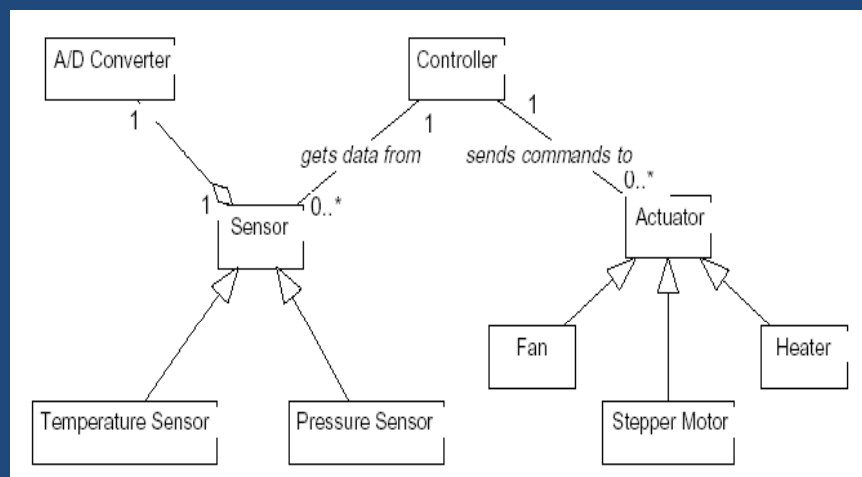 A/D Converter
Controller
1
1
1
gets data from
sends commands to
1
0..*
0..*
Sensor
Actuator
Fan
Heater
Temperature Sensor
Pressure Sensor
Stepper Motor